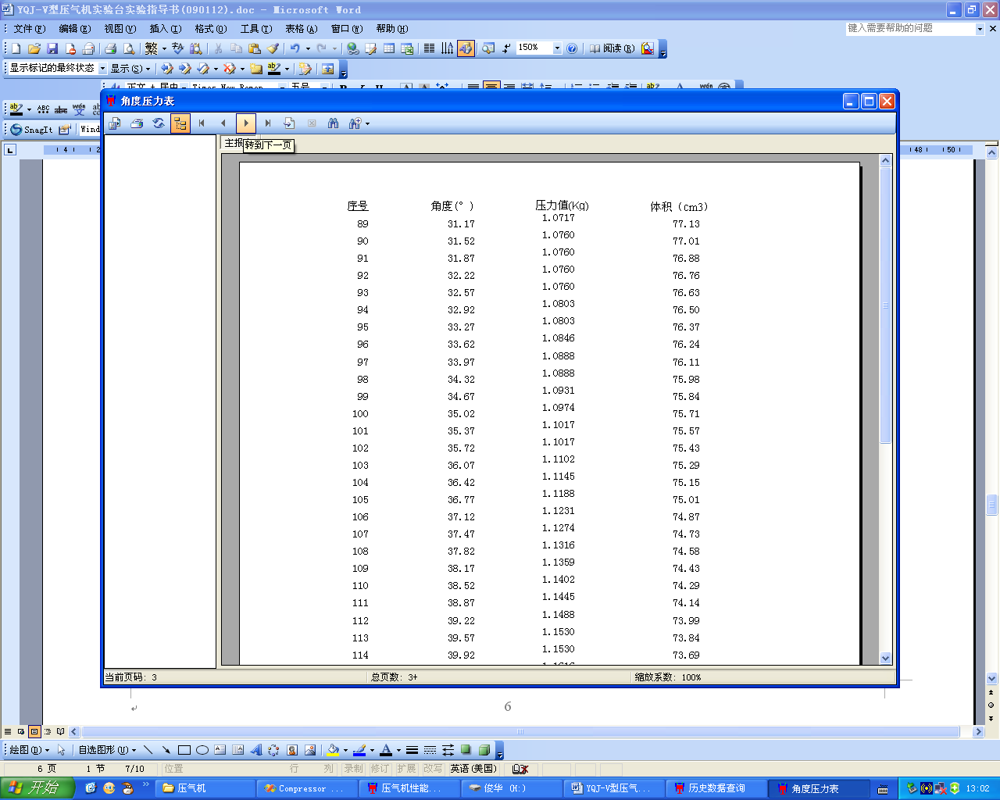 YQJ-V型压气机实验台实验指导书(090112).doc - Microsoft Word
文件(F) 编辑(E) 视图(V) 插入(I) 格式(O) 工具(T) 表格(A) 窗口(W) 帮助(H) 键入需要帮助的问题
繁 150% 阅读(R)
显示标记的最终状态 显示(S)
正文 + 居中 Times New Roman 五号
角度压力表
SnagIt Wind
主报 转到下一页
4 2 48 50
序号 角度(°) 压力值(Kg) 体积(cm3)
89 31.17 1.0717 77.13
90 31.52 1.0760 77.01
91 31.87 1.0760 76.88
92 32.22 1.0760 76.76
93 32.57 1.0760 76.63
94 32.92 1.0803 76.50
95 33.27 1.0803 76.37
96 33.62 1.0846 76.24
97 33.97 1.0888 76.11
98 34.32 1.0888 75.98
99 34.67 1.0931 75.84
100 35.02 1.0974 75.71
101 35.37 1.1017 75.57
102 35.72 1.1017 75.43
103 36.07 1.1102 75.29
104 36.42 1.1145 75.15
105 36.77 1.1188 75.01
106 37.12 1.1231 74.87
107 37.47 1.1274 74.73
108 37.82 1.1316 74.58
109 38.17 1.1359 74.43
110 38.52 1.1402 74.29
111 38.87 1.1445 74.14
112 39.22 1.1488 73.99
113 39.57 1.1530 73.84
114 39.92 1.1530 73.69
当前页码: 3 总页数: 3+ 缩放系数: 100%
6
绘图(D) 自选图形(U)
6 页 1 节 7/10 位置 行 列 录制 修订 扩展 改写 英语(美国)
开始 压气机 Compressor ... 压气机性能... 俊华 (H:) YQJ-V型压气... 历史数据查询 角度压力表 13:02